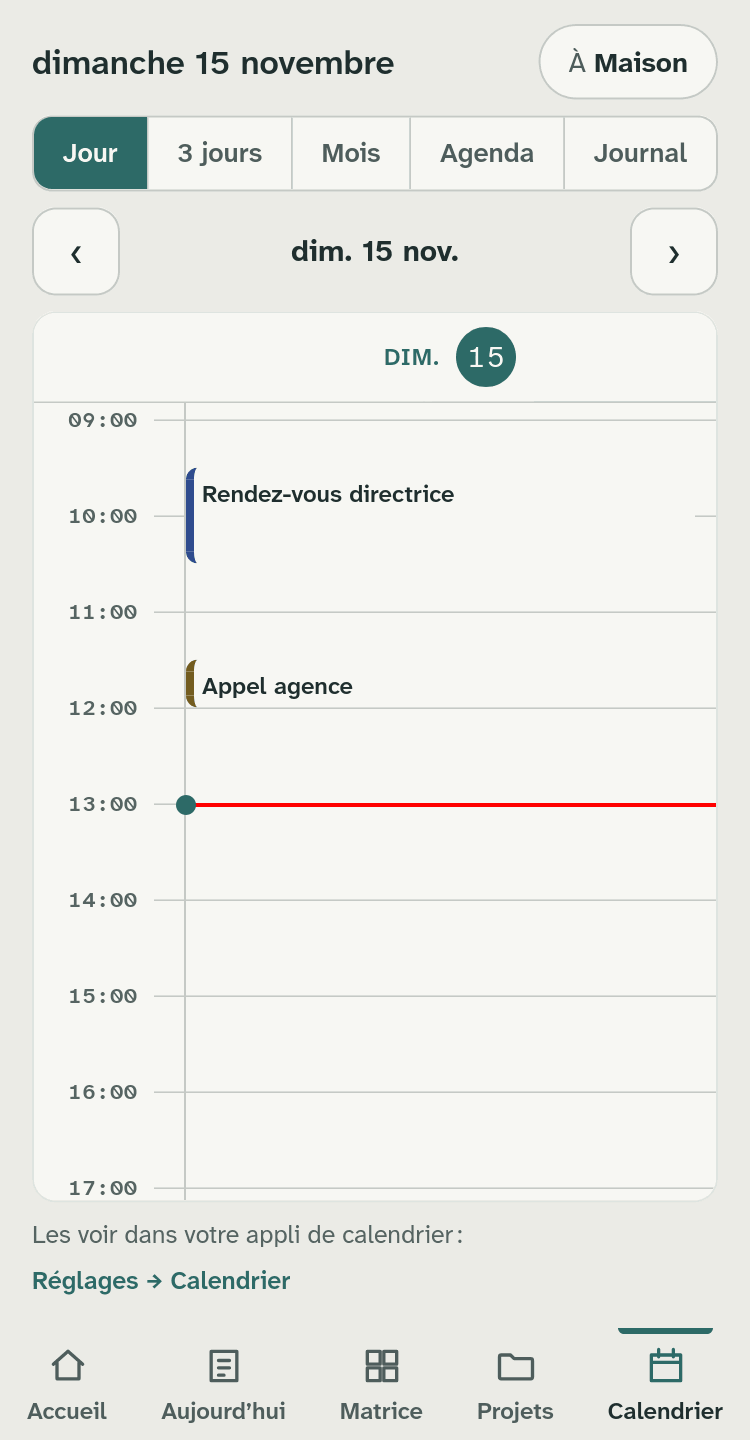 dimanche 15 novembre
À Maison
Jour
3 jours
Mois
Agenda
Journal
‹
dim. 15 nov.
›
DIM. 15
09:00
Rendez-vous directrice
10:00
11:00
Appel agence
12:00
13:00
14:00
15:00
16:00
17:00
Les voir dans votre appli de calendrier :
Réglages → Calendrier
Accueil
Aujourd’hui
Matrice
Projets
Calendrier